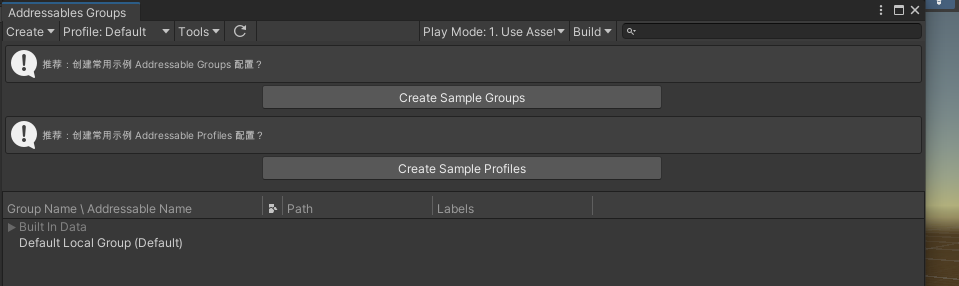 Addressables Groups
Create Profile: Default Tools Play Mode: 1. Use Asset Build
推荐：创建常用示例 Addressable Groups 配置？
Create Sample Groups
推荐：创建常用示例 Addressable Profiles 配置？
Create Sample Profiles
Group Name \ Addressable Name Path Labels
Built In Data
Default Local Group (Default)